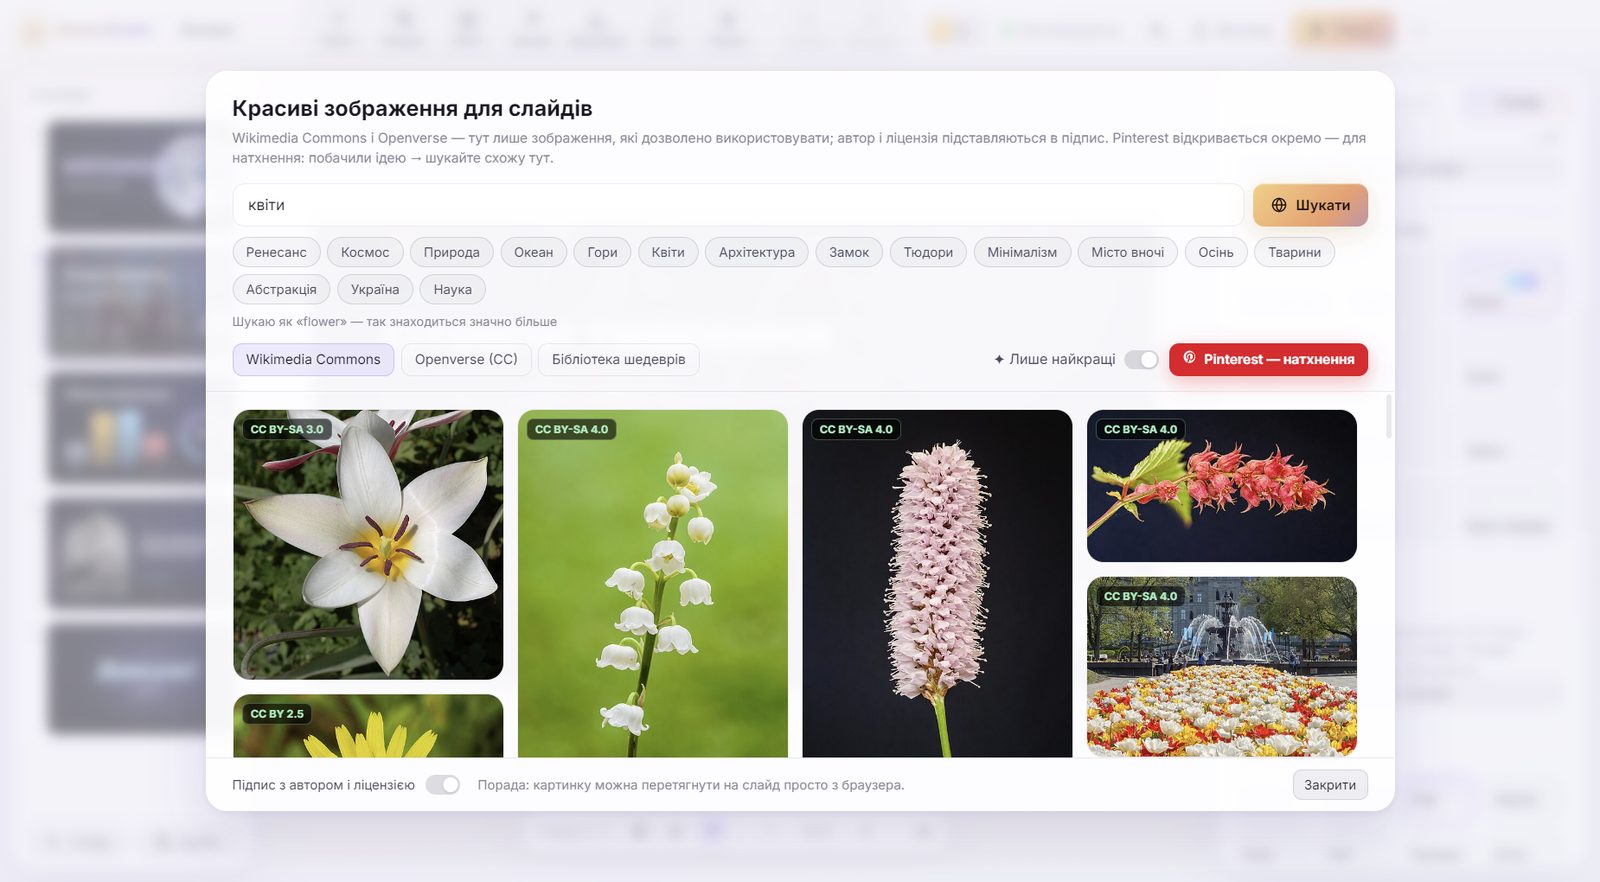 Красиві зображення для слайдів
Wikimedia Commons і Openverse — тут лише зображення, які дозволено використовувати; автор і ліцензія підставляються в підпис. Pinterest відкривається окремо — для
натхнення: побачили ідею → шукайте схожу тут.
квіти
Шукати
Ренесанс Космос Природа Океан Гори Квіти Архітектура Замок Тюдори Мінімалізм Місто вночі Осінь Тварини
Абстракція Україна Наука
Шукаю як «flower» — так знаходиться значно більше
Wikimedia Commons Openverse (CC) Бібліотека шедеврів ✦ Лише найкращі Pinterest — натхнення
CC BY-SA 3.0 CC BY-SA 4.0 CC BY-SA 4.0 CC BY-SA 4.0
CC BY-SA 4.0
CC BY 2.5
Підпис з автором і ліцензією Порада: картинку можна перетягнути на слайд просто з браузера. Закрити